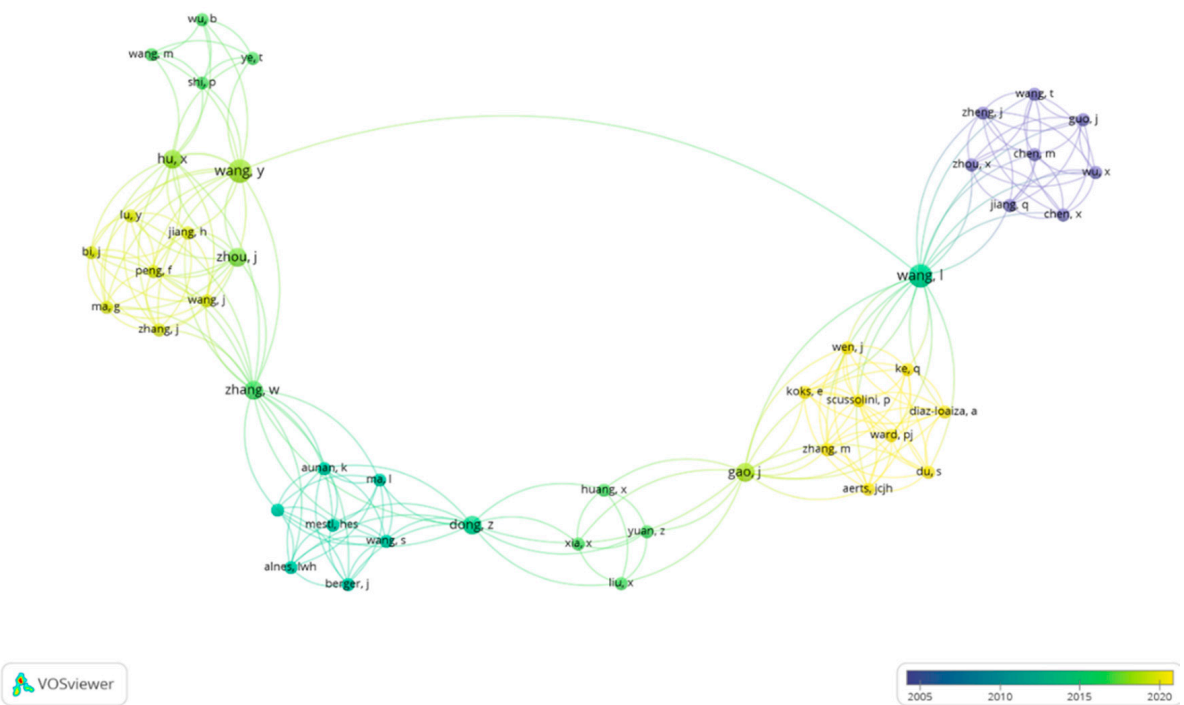 wu, b
wang, m
ye, t
shi, p
wang, t
zheng, j
guo, j
chen, m
hu, x
zhou, x
wang, y
wu, x
jiang, q
chen, x
lu, y
jiang, h
bi, j
zhou, j
peng, f
wang, l
wang, j
ma, g
zhang, j
wen, j
ke, q
zhang, w
koks, e
scussolini, p
diaz-loaiza, a
ward, pj
zhang, m
aunan, k
gao, j
du, s
ma, l
huang, x
aerts, jcjh
mestl, hes
dong, z
yuan, z
wang, s
xia, x
alnes, lwh
berger, j
liu, x
VOSviewer
2005 2010 2015 2020